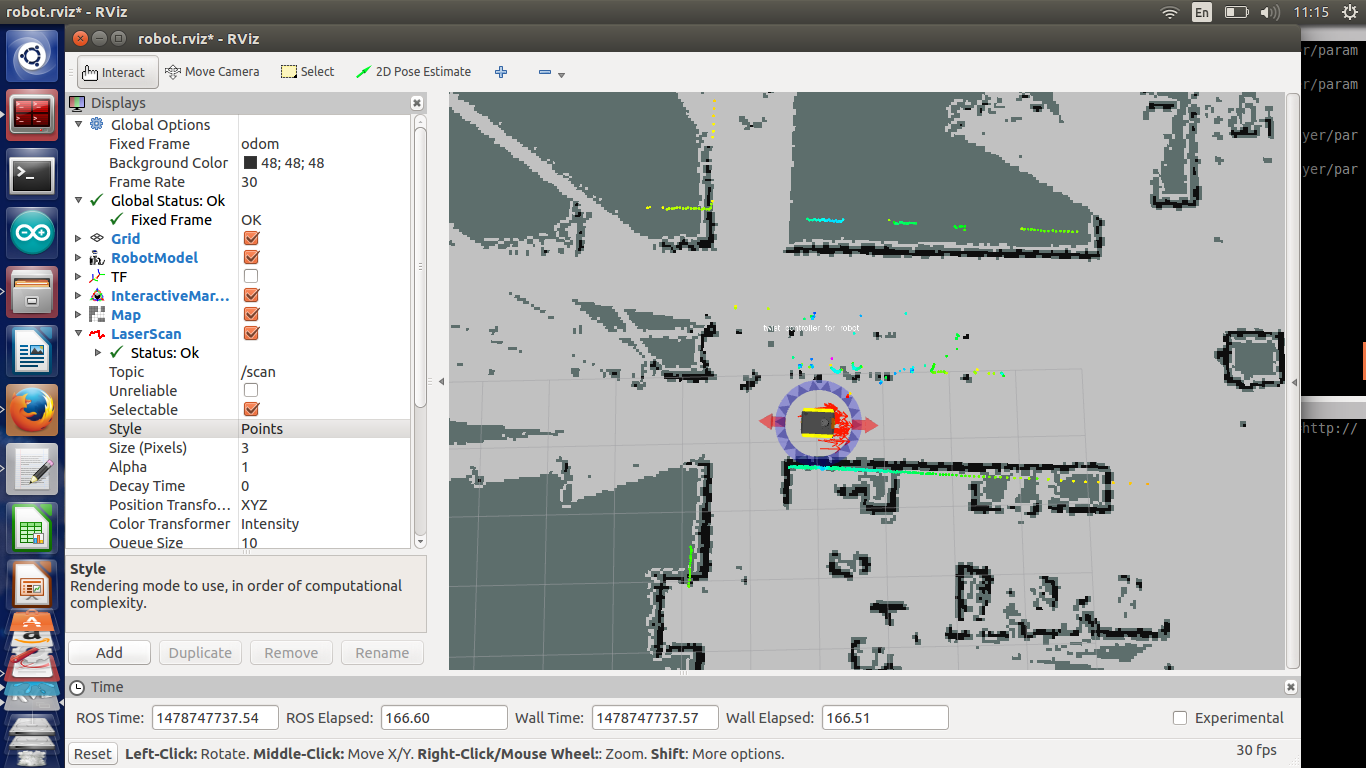 robot.rviz* - RViz
En
11:15
robot.rviz* - RViz
Interact
Move Camera
Select
2D Pose Estimate
Displays
Global Options
Fixed Frame odom
Background Color 48; 48; 48
Frame Rate 30
Global Status: Ok
Fixed Frame OK
Grid
RobotModel
TF
InteractiveMar...
Map
LaserScan
Status: Ok
Topic /scan
Unreliable
Selectable
Style Points
Size (Pixels) 3
Alpha 1
Decay Time 0
Position Transfo... XYZ
Color Transformer Intensity
Queue Size 10
Style
Rendering mode to use, in order of computational
complexity.
Add
Duplicate
Remove
Rename
twist controller for robot
r/param
r/param
yer/par
yer/par
http://
Time
ROS Time: 1478747737.54 ROS Elapsed: 166.60 Wall Time: 1478747737.57 Wall Elapsed: 166.51 Experimental
Reset Left-Click: Rotate. Middle-Click: Move X/Y. Right-Click/Mouse Wheel:: Zoom. Shift: More options. 30 fps